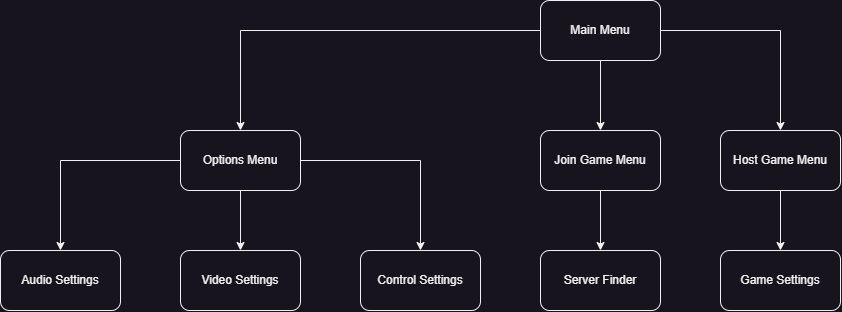 Main Menu
Options Menu
Join Game Menu
Host Game Menu
Audio Settings
Video Settings
Control Settings
Server Finder
Game Settings